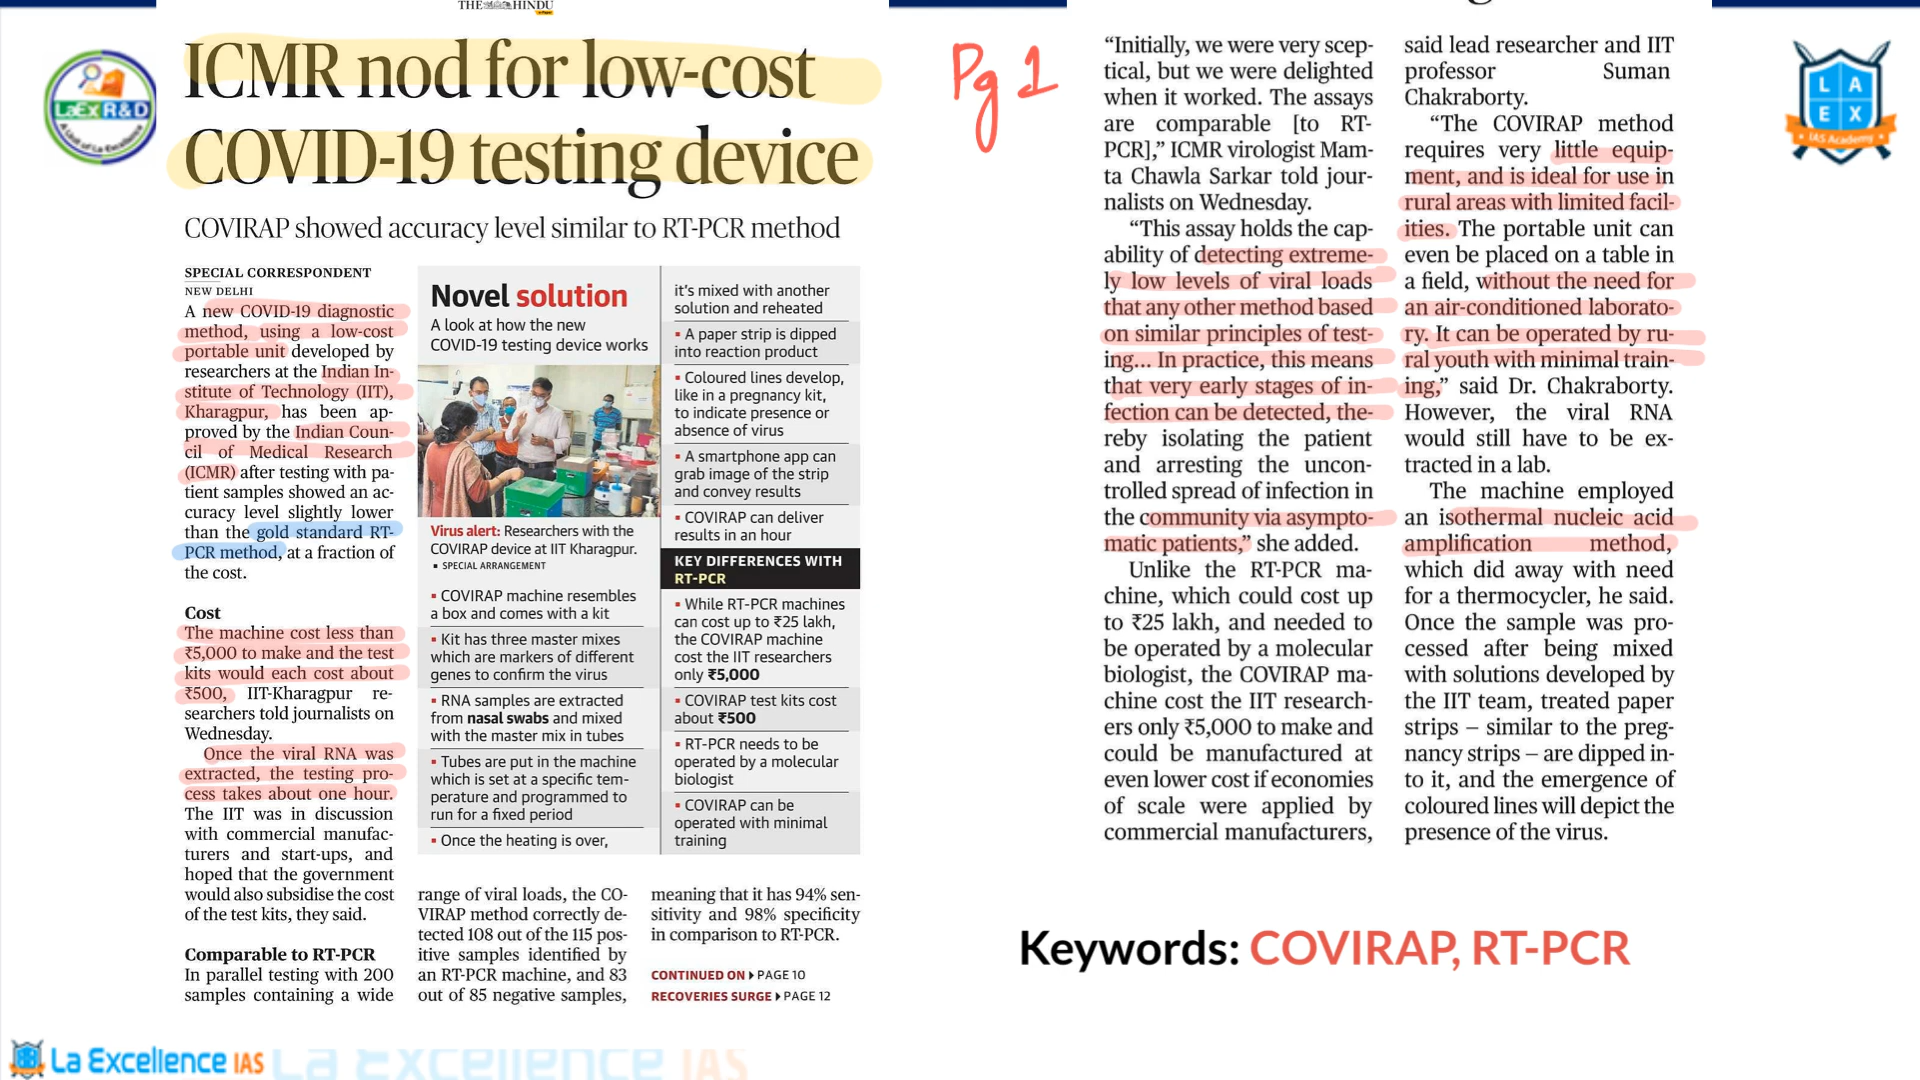 THE HINDU
ICMR nod for low-cost
COVID-19 testing device
COVIRAP showed accuracy level similar to RT-PCR method
SPECIAL CORRESPONDENT
NEW DELHI
A new COVID-19 diagnostic
method, using a low-cost
portable unit developed by
researchers at the Indian In-
stitute of Technology (IIT),
Kharagpur, has been ap-
proved by the Indian Coun-
cil of Medical Research
(ICMR) after testing with pa-
tient samples showed an ac-
curacy level slightly lower
than the gold standard RT-
PCR method, at a fraction of
the cost.
Cost
The machine cost less than
₹5,000 to make and the test
kits would each cost about
₹500, IIT-Kharagpur re-
searchers told journalists on
Wednesday.
Once the viral RNA was
extracted, the testing pro-
cess takes about one hour.
The IIT was in discussion
with commercial manufac-
turers and start-ups, and
hoped that the government
would also subsidise the cost
of the test kits, they said.
Comparable to RT-PCR
In parallel testing with 200
samples containing a wide
Novel solution
A look at how the new
COVID-19 testing device works
Virus alert: Researchers with the
COVIRAP device at IIT Kharagpur.
▪ SPECIAL ARRANGEMENT
▪ COVIRAP machine resembles
a box and comes with a kit
▪ Kit has three master mixes
which are markers of different
genes to confirm the virus
▪ RNA samples are extracted
from nasal swabs and mixed
with the master mix in tubes
▪ Tubes are put in the machine
which is set at a specific tem-
perature and programmed to
run for a fixed period
▪ Once the heating is over,
it's mixed with another
solution and reheated
▪ A paper strip is dipped
into reaction product
▪ Coloured lines develop,
like in a pregnancy kit,
to indicate presence or
absence of virus
▪ A smartphone app can
grab image of the strip
and convey results
▪ COVIRAP can deliver
results in an hour
KEY DIFFERENCES WITH
RT-PCR
▪ While RT-PCR machines
can cost up to ₹25 lakh,
the COVIRAP machine
cost the IIT researchers
only ₹5,000
▪ COVIRAP test kits cost
about ₹500
▪ RT-PCR needs to be
operated by a molecular
biologist
▪ COVIRAP can be
operated with minimal
training
range of viral loads, the CO-
VIRAP method correctly de-
tected 108 out of the 115 pos-
itive samples identified by
an RT-PCR machine, and 83
out of 85 negative samples,
meaning that it has 94% sen-
sitivity and 98% specificity
in comparison to RT-PCR.
CONTINUED ON ▸ PAGE 10
RECOVERIES SURGE ▸ PAGE 12
Pg 1
“Initially, we were very scep-
tical, but we were delighted
when it worked. The assays
are comparable [to RT-
PCR],” ICMR virologist Mam-
ta Chawla Sarkar told jour-
nalists on Wednesday.
“This assay holds the cap-
ability of detecting extreme-
ly low levels of viral loads
that any other method based
on similar principles of test-
ing... In practice, this means
that very early stages of in-
fection can be detected, the-
reby isolating the patient
and arresting the uncon-
trolled spread of infection in
the community via asympto-
matic patients,” she added.
Unlike the RT-PCR ma-
chine, which could cost up
to ₹25 lakh, and needed to
be operated by a molecular
biologist, the COVIRAP ma-
chine cost the IIT research-
ers only ₹5,000 to make and
could be manufactured at
even lower cost if economies
of scale were applied by
commercial manufacturers,
said lead researcher and IIT
professor Suman
Chakraborty.
“The COVIRAP method
requires very little equip-
ment, and is ideal for use in
rural areas with limited facil-
ities. The portable unit can
even be placed on a table in
a field, without the need for
an air-conditioned laborato-
ry. It can be operated by ru-
ral youth with minimal train-
ing,” said Dr. Chakraborty.
However, the viral RNA
would still have to be ex-
tracted in a lab.
The machine employed
an isothermal nucleic acid
amplification method,
which did away with need
for a thermocycler, he said.
Once the sample was pro-
cessed after being mixed
with solutions developed by
the IIT team, treated paper
strips – similar to the preg-
nancy strips – are dipped in-
to it, and the emergence of
coloured lines will depict the
presence of the virus.
Keywords: COVIRAP, RT-PCR
LaEx R&D
A Unit of La Excellence
L A
E X
IAS Academy
La Excellence IAS
La Excellence IAS